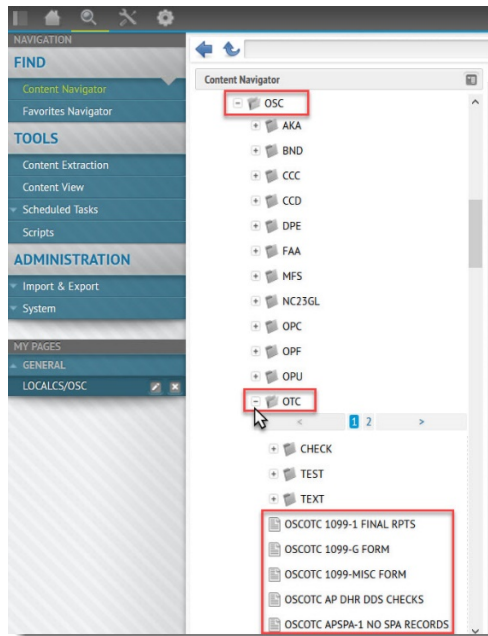 NAVIGATION
FIND
Content Navigator
Favorites Navigator
TOOLS
Content Extraction
Content View
Scheduled Tasks
Scripts
ADMINISTRATION
Import & Export
System
MY PAGES
GENERAL
LOCALCS/OSC
Content Navigator
OSC
AKA
BND
CCC
CCD
DPE
FAA
MFS
NC23GL
OPC
OPF
OPU
OTC
< 1 2 >
CHECK
TEST
TEXT
OSCOTC 1099-1 FINAL RPTS
OSCOTC 1099-G FORM
OSCOTC 1099-MISC FORM
OSCOTC AP DHR DDS CHECKS
OSCOTC APSPA-1 NO SPA RECORDS